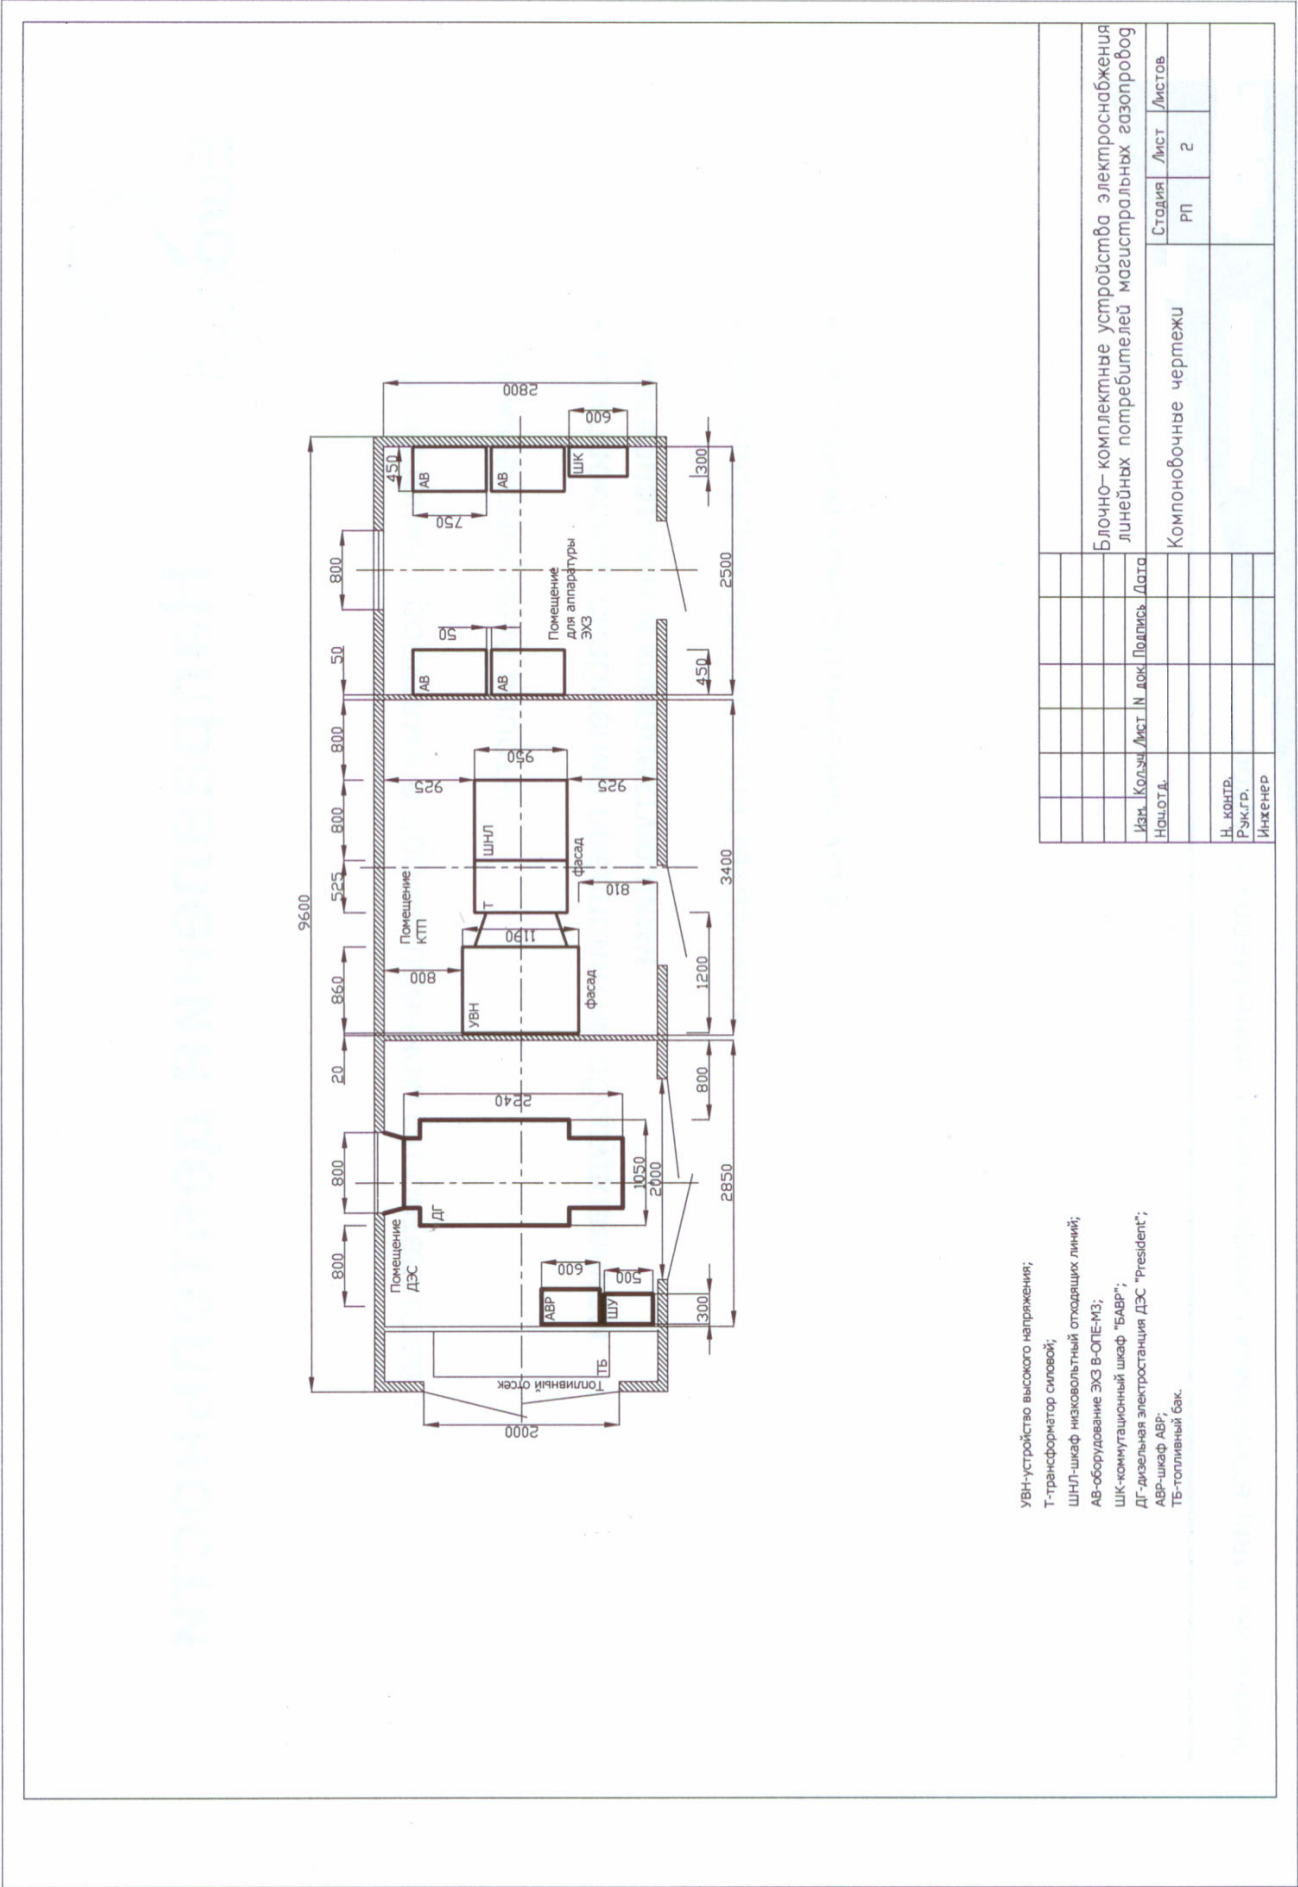 9600
800
800
20
860
525
800
800
50
800
450
2800
600
750
50
300
450
2500
925
950
925
800
1190
810
1200
3400
2240
1050
2000
800
2850
600
500
300
2000
Помещение
ДЭС
ДГ
АВР
ШУ
ТБ
Топливный отсек
Помещение
КТП
УВН
фасад
Т
ШНЛ
фасад
Помещение
для аппаратуры
ЭХЗ
АВ
АВ
АВ
АВ
ШК
УВН-устройство высокого напряжения;
Т-трансформатор силовой;
ШНЛ-шкаф низковольтный отходящих линий;
АВ-оборудование ЭХЗ В-ОПЕ-М3;
ШК-коммутационный шкаф "БАВР";
ДГ-дизельная электростанция ДЭС "President";
АВР-шкаф АВР;
ТБ-топливный бак.
Блочно-комплектные устройства электроснабжения
линейных потребителей магистральных газопровод
Изм. Кол.уч. Лист N док. Подпись Дата
Нач.отд.
Компоновочные чертежи
Стадия Лист Листов
РП 2
Н. контр.
Рук.гр.
Инженер